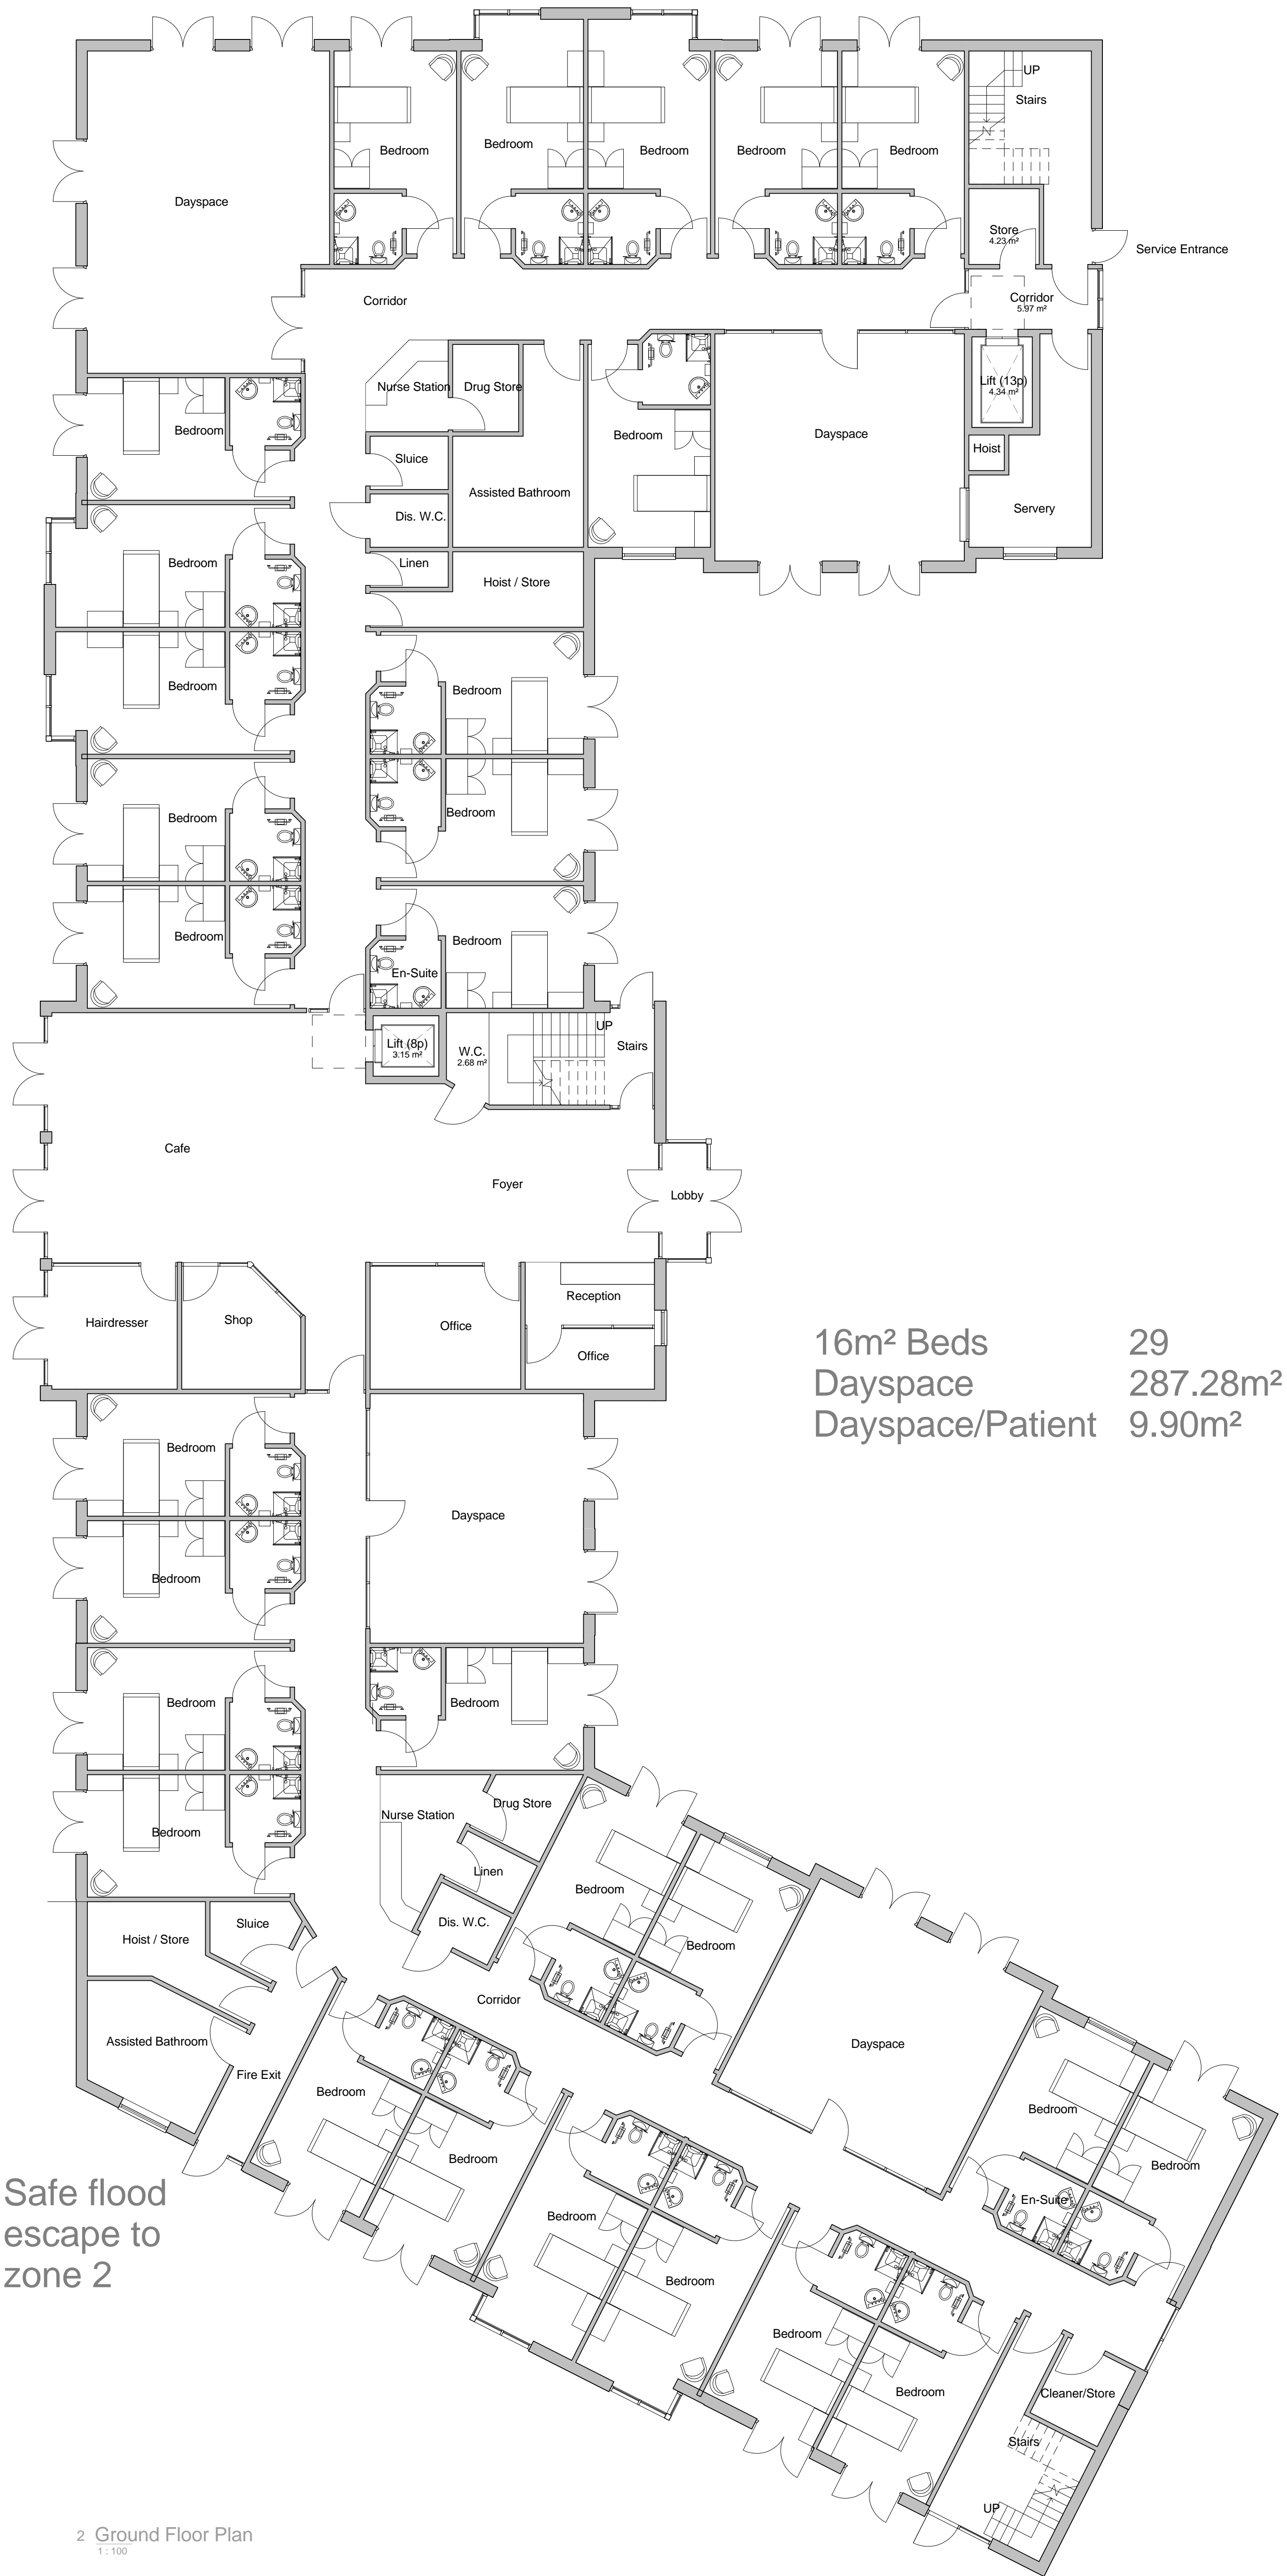 UP
Stairs
Bedroom
Bedroom
Bedroom
Bedroom
Bedroom
Dayspace
Store
4.23 m²
Service Entrance
Corridor
Corridor
5.97 m²
Nurse Station
Drug Store
Lift (13p)
4.34 m²
Bedroom
Bedroom
Dayspace
Hoist
Sluice
Assisted Bathroom
Servery
Dis. W.C.
Bedroom
Linen
Hoist / Store
Bedroom
Bedroom
Bedroom
Bedroom
Bedroom
Bedroom
En-Suite
UP
Lift (8p)
3.15 m²
W.C.
2.68 m²
Stairs
Cafe
Foyer
Lobby
Hairdresser
Shop
Office
Reception
Office
16m² Beds 29
Dayspace 287.28m²
Dayspace/Patient 9.90m²
Bedroom
Dayspace
Bedroom
Bedroom
Bedroom
Bedroom
Nurse Station
Drug Store
Linen
Bedroom
Dis. W.C.
Sluice
Hoist / Store
Bedroom
Corridor
Assisted Bathroom
Dayspace
Fire Exit
Bedroom
Bedroom
Bedroom
Bedroom
En-Suite
Bedroom
Bedroom
Bedroom
Bedroom
Cleaner/Store
Stairs
UP
Safe flood
escape to
zone 2
2 Ground Floor Plan
1 : 100